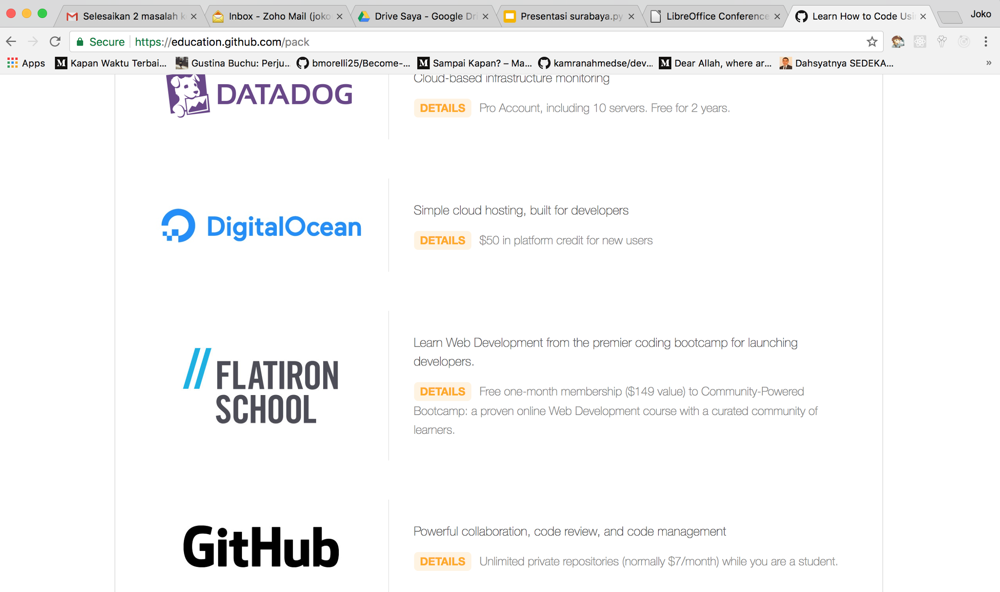 Selesaikan 2 masalah k
Inbox - Zoho Mail (joko
Drive Saya - Google Dri
Presentasi surabaya.py
LibreOffice Conference
Learn How to Code Usi
Joko
Secure
https://education.github.com/pack
Apps
M Kapan Waktu Terbai...
Gustina Buchu: Perju...
bmorelli25/Become-...
M Sampai Kapan? – Ma...
kamranahmedse/dev...
M Dear Allah, where ar...
Dahsyatnya SEDEKA...
»
DATADOG
Cloud-based infrastructure monitoring
DETAILS Pro Account, including 10 servers. Free for 2 years.
DigitalOcean
Simple cloud hosting, built for developers
DETAILS $50 in platform credit for new users
FLATIRON
SCHOOL
Learn Web Development from the premier coding bootcamp for launching
developers.
DETAILS Free one-month membership ($149 value) to Community-Powered
Bootcamp: a proven online Web Development course with a curated community of
learners.
GitHub
Powerful collaboration, code review, and code management
DETAILS Unlimited private repositories (normally $7/month) while you are a student.